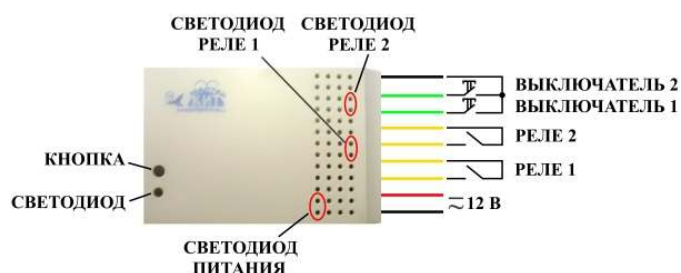 СВЕТОДИОД
РЕЛЕ 1
СВЕТОДИОД
РЕЛЕ 2
КИТ
ВЫКЛЮЧАТЕЛЬ 2
ВЫКЛЮЧАТЕЛЬ 1
РЕЛЕ 2
РЕЛЕ 1
12 В
КНОПКА
СВЕТОДИОД
СВЕТОДИОД
ПИТАНИЯ